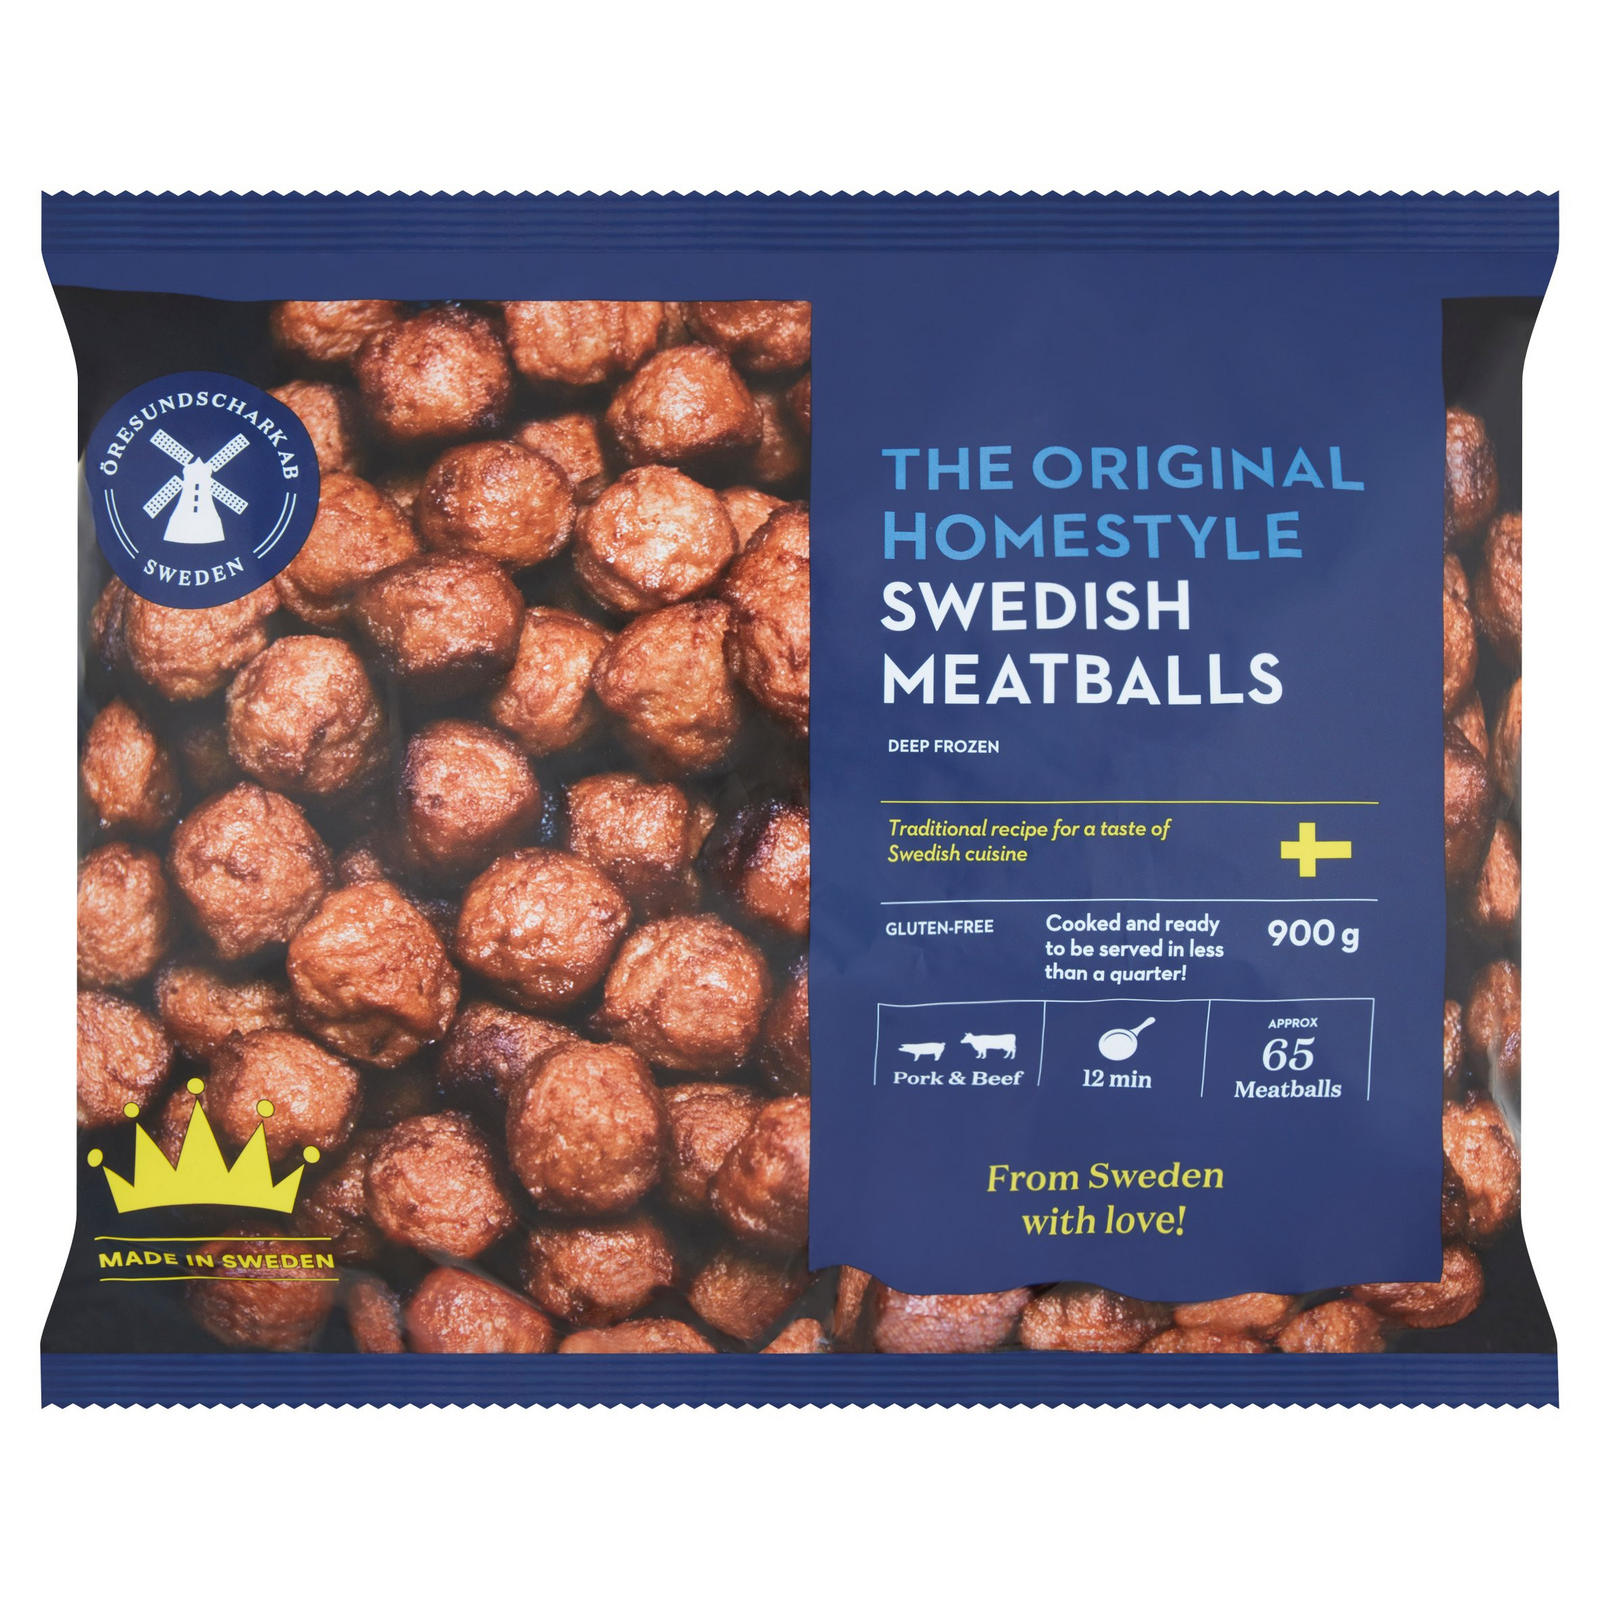 ÖRESUNDSCHARK AB
SWEDEN
THE ORIGINAL
HOMESTYLE
SWEDISH
MEATBALLS
DEEP FROZEN
Traditional recipe for a taste of
Swedish cuisine
GLUTEN-FREE
Cooked and ready
to be served in less
than a quarter!
900 g
Pork & Beef
12 min
APPROX
65
Meatballs
From Sweden
with love!
MADE IN SWEDEN